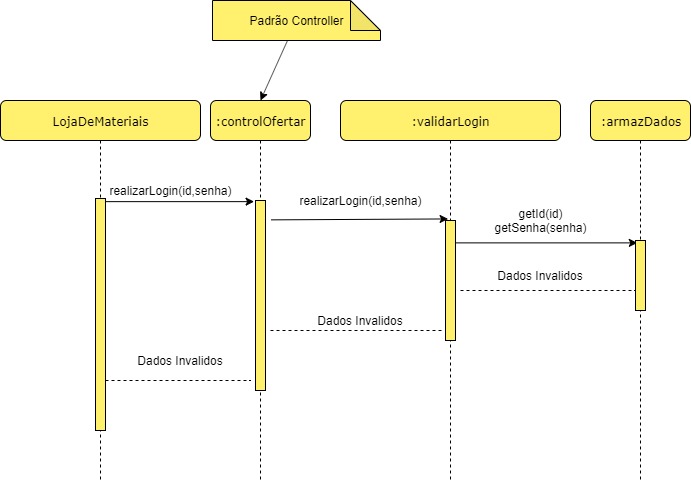 Padrão Controller
LojaDeMateriais
:controlOfertar
:validarLogin
:armazDados
realizarLogin(id,senha)
realizarLogin(id,senha)
getId(id)
getSenha(senha)
Dados Invalidos
Dados Invalidos
Dados Invalidos